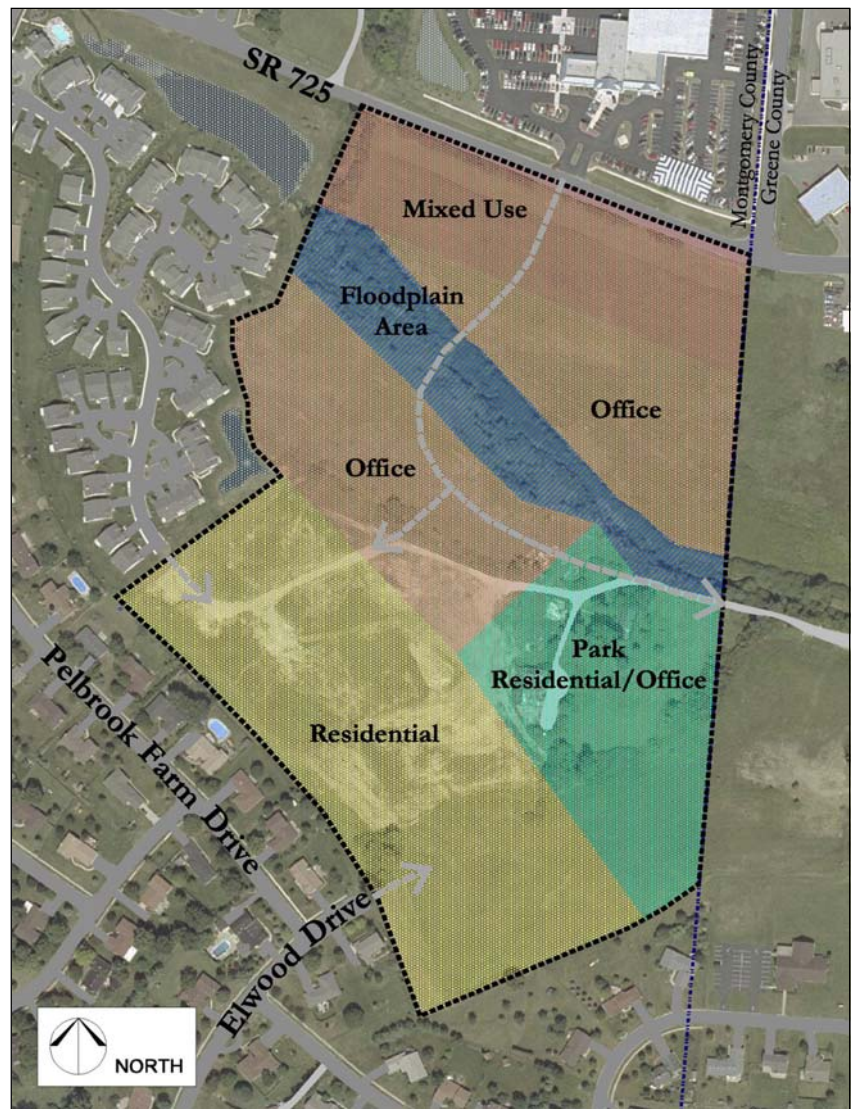 SR 725
Montgomery County
Greene County
Mixed Use
Floodplain
Area
Office
Office
Park
Residential/Office
Residential
Pelbrook Farm Drive
Elwood Drive
NORTH